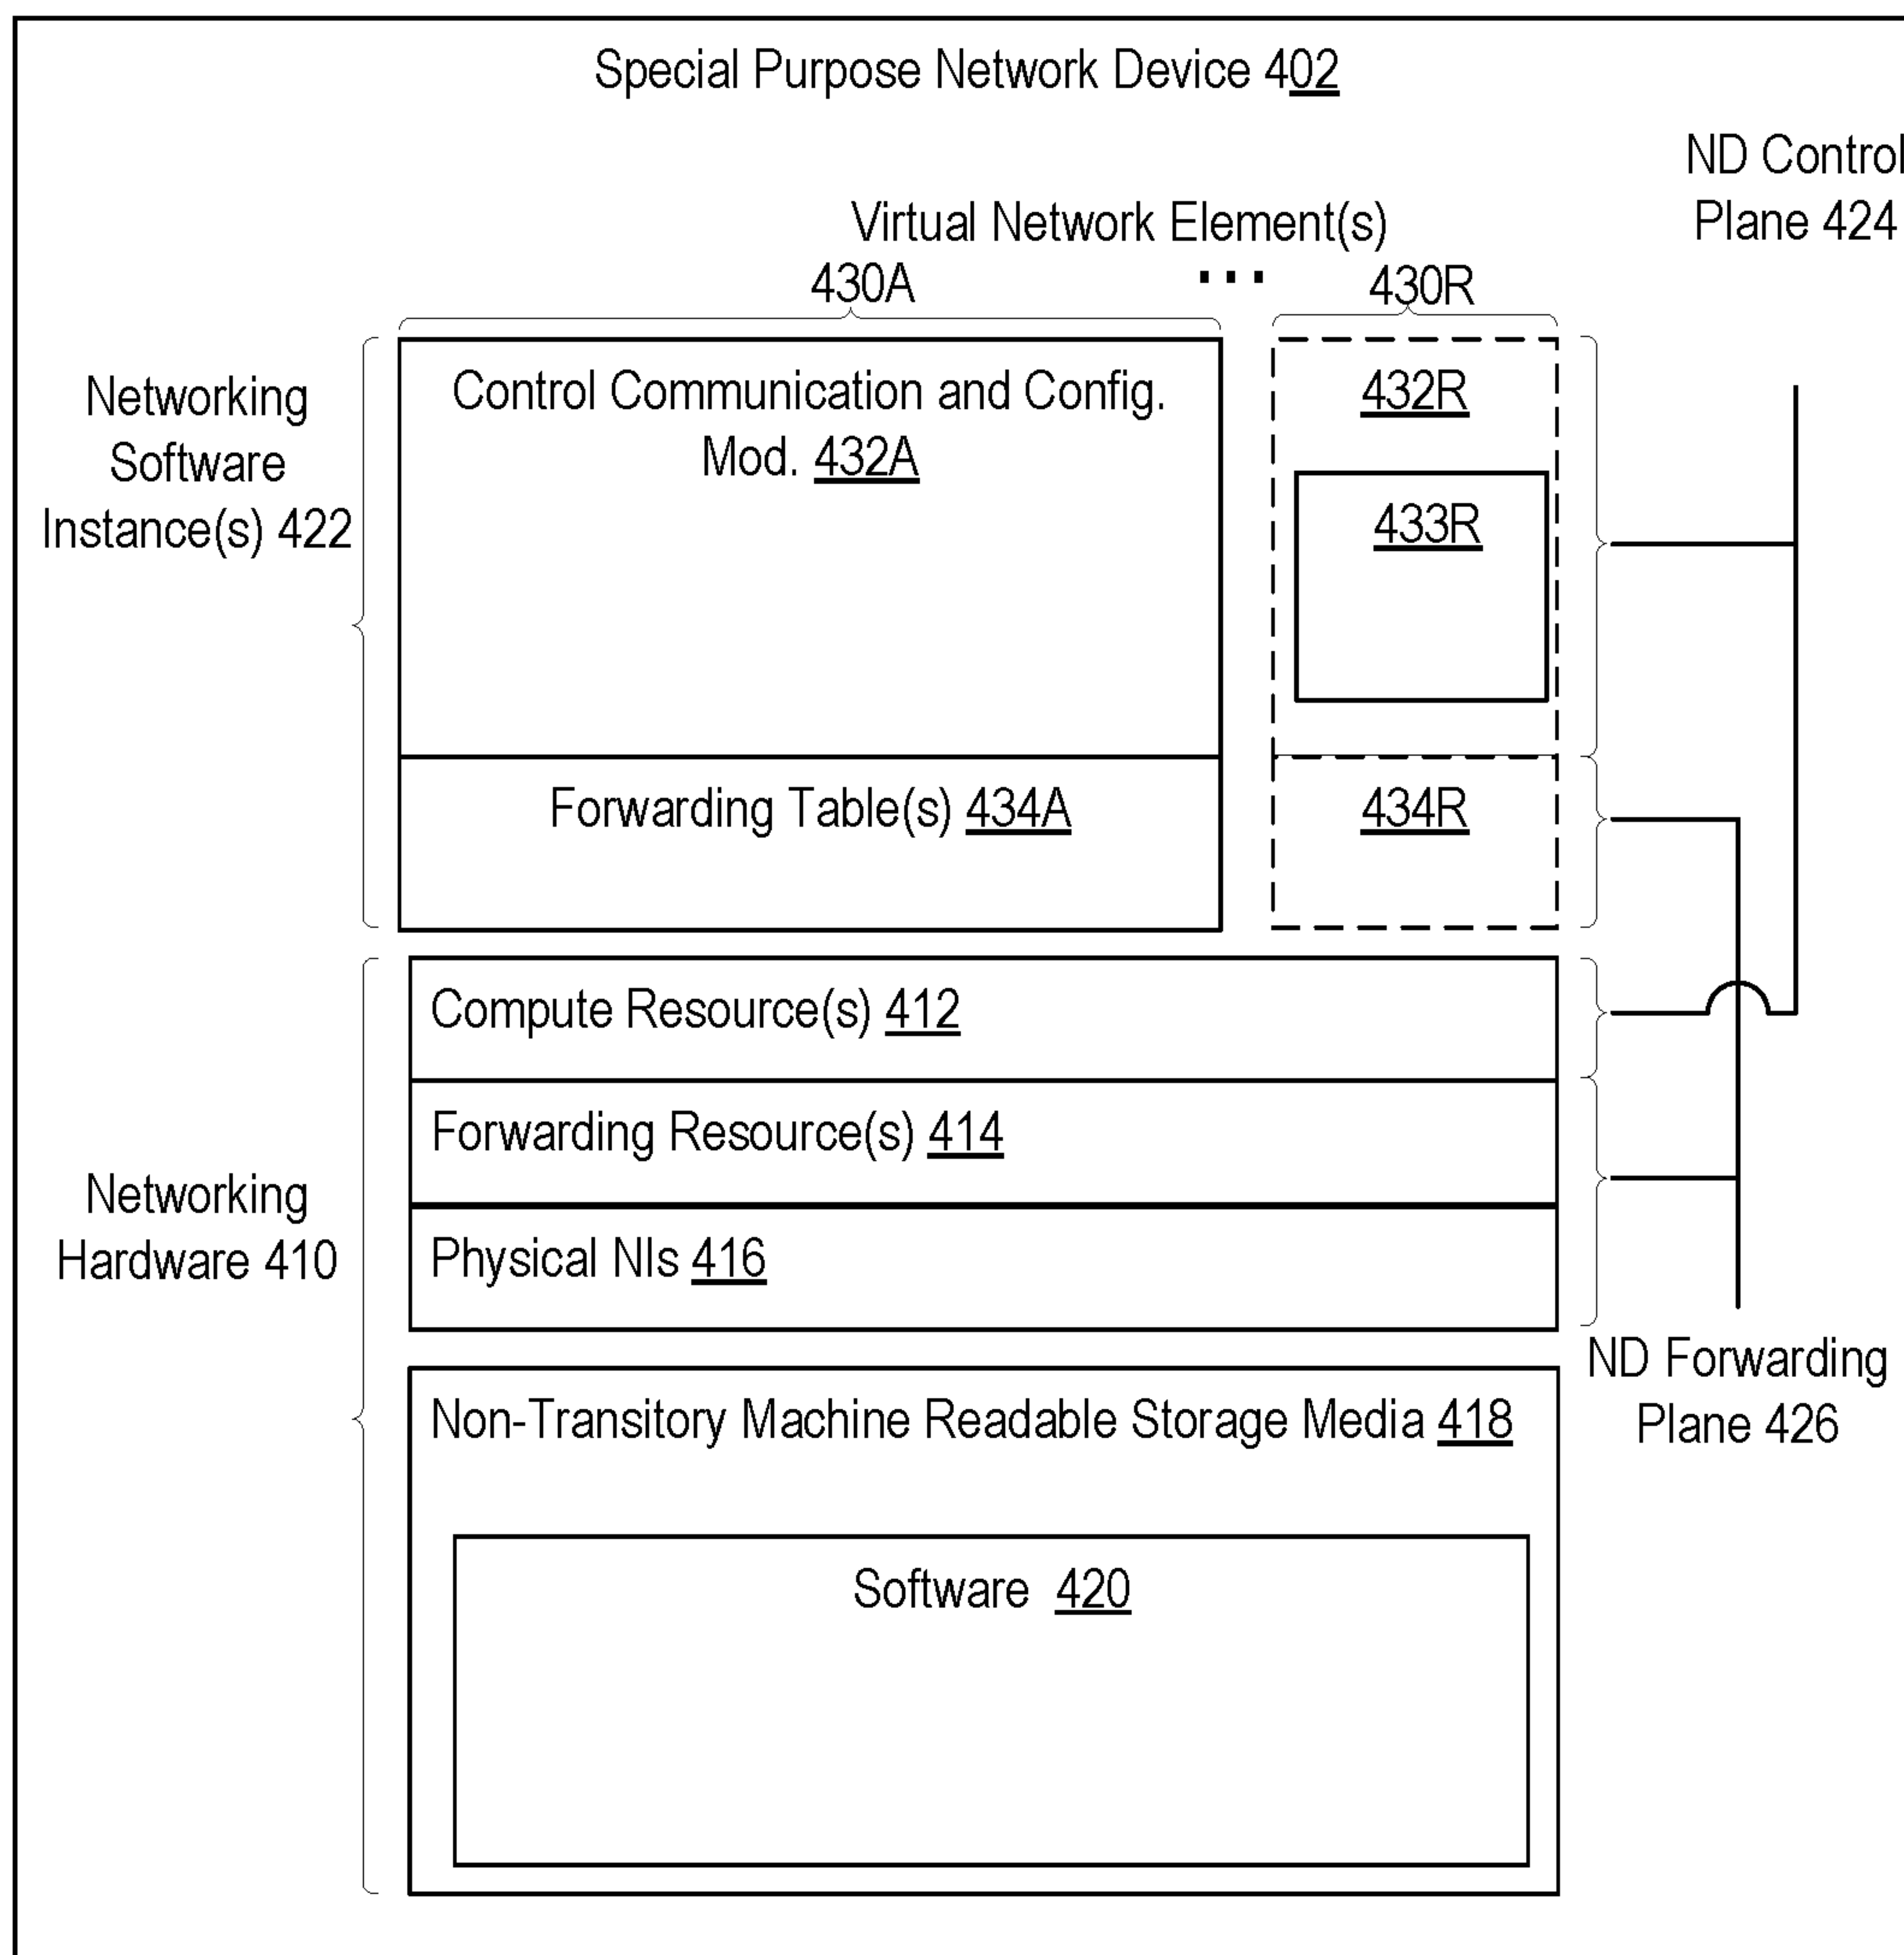 Special Purpose Network Device 402
ND Control
Plane 424
Virtual Network Element(s)
430A
...
430R
Networking
Software
Instance(s) 422
Control Communication and Config.
Mod. 432A
432R
433R
Forwarding Table(s) 434A
434R
Networking
Hardware 410
Compute Resource(s) 412
Forwarding Resource(s) 414
Physical NIs 416
ND Forwarding
Plane 426
Non-Transitory Machine Readable Storage Media 418
Software 420